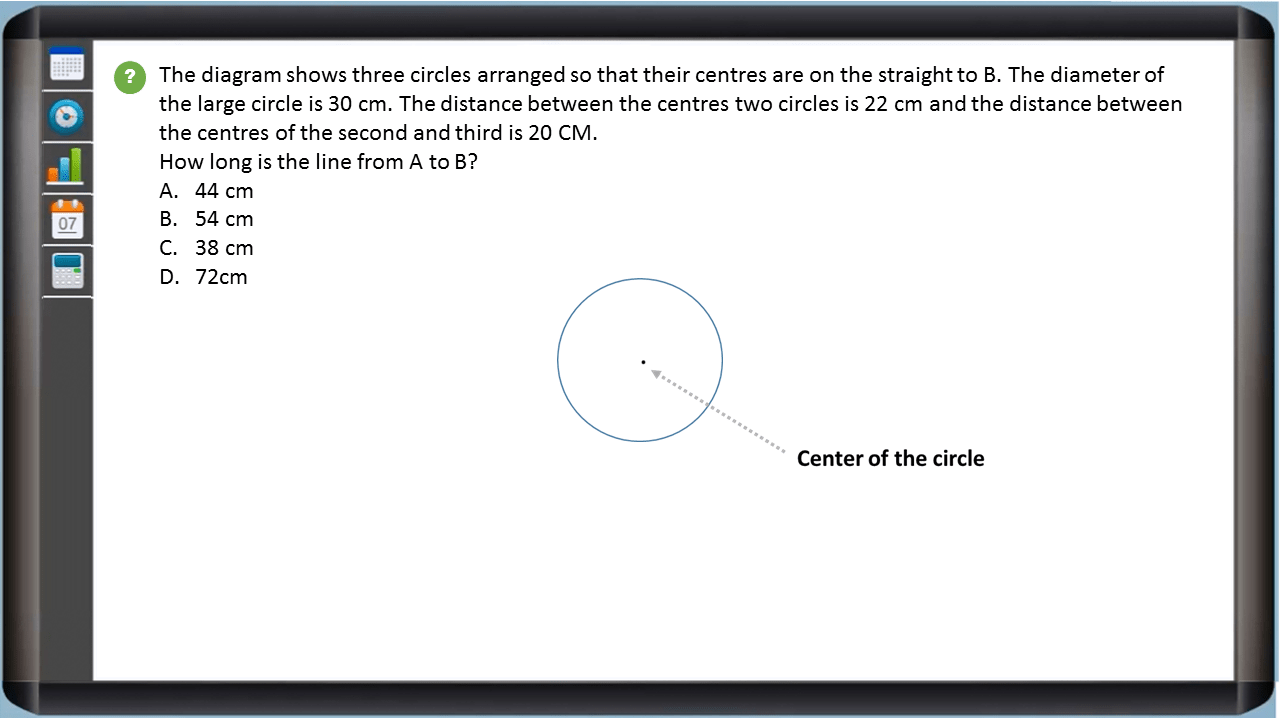 ? The diagram shows three circles arranged so that their centres are on the straight to B. The diameter of
the large circle is 30 cm. The distance between the centres two circles is 22 cm and the distance between
the centres of the second and third is 20 CM.
How long is the line from A to B?
A. 44 cm
B. 54 cm
C. 38 cm
D. 72cm
07
Center of the circle